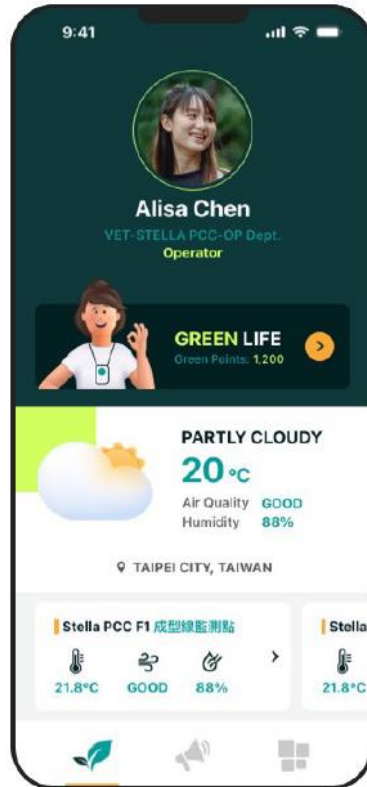 9:41
Alisa Chen
VET-STELLA PCC-OP Dept.
Operator
GREEN LIFE
Green Points: 1,200
PARTLY CLOUDY
20 °C
Air Quality GOOD
Humidity 88%
TAIPEI CITY, TAIWAN
Stella PCC F1 成型線監測點
21.8°C GOOD 88%
Stella
21.8°C